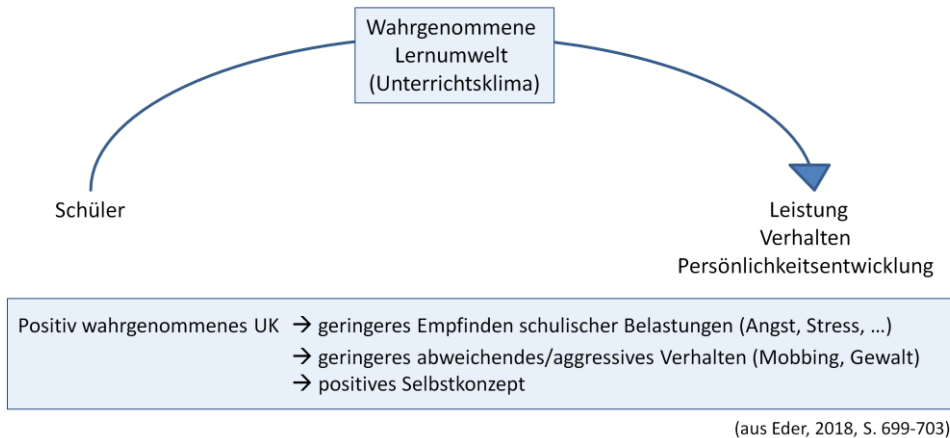 Wahrgenommene
Lernumwelt
(Unterrichtsklima)
Schüler
Leistung
Verhalten
Persönlichkeitsentwicklung
Positiv wahrgenommenes UK → geringeres Empfinden schulischer Belastungen (Angst, Stress, ...)
→ geringeres abweichendes/aggressives Verhalten (Mobbing, Gewalt)
→ positives Selbstkonzept
(aus Eder, 2018, S. 699-703)